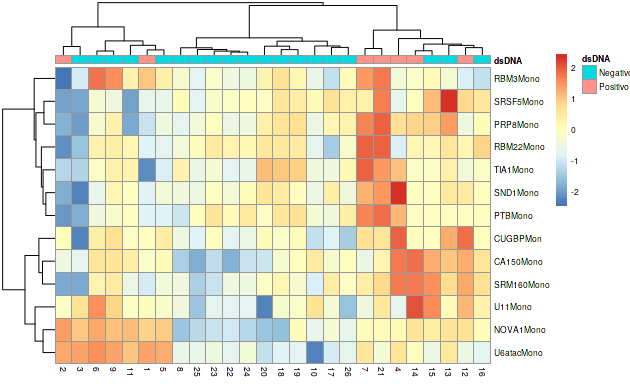 dsDNA
dsDNA
Negativo
Positivo
2
1
0
-1
-2
RBM3Mono
SRSF5Mono
PRP8Mono
RBM22Mono
TIA1Mono
SND1Mono
PTBMono
CUGBPMon
CA150Mono
SRM160Mono
U11Mono
NOVA1Mono
U6atacMono
2 3 6 9 11 1 5 8 25 23 22 24 20 18 19 10 17 26 7 21 4 14 15 13 12 16